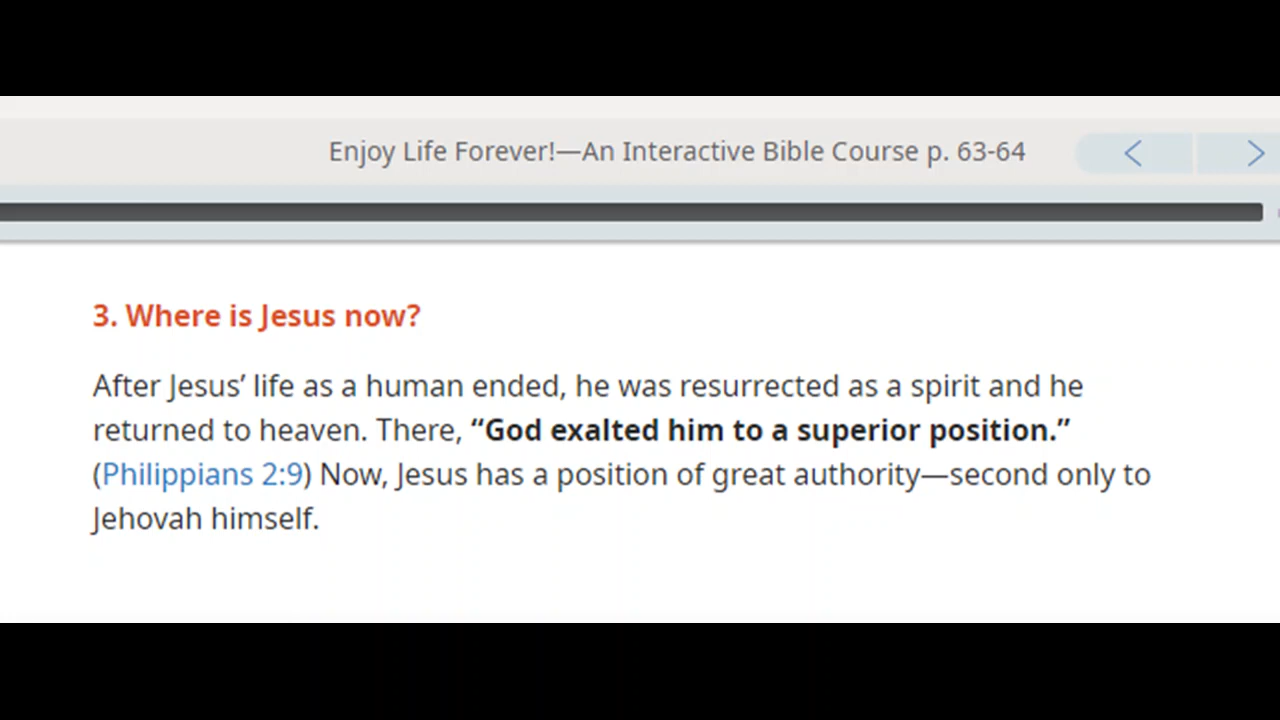 Enjoy Life Forever!—An Interactive Bible Course p. 63-64
3. Where is Jesus now?
After Jesus’ life as a human ended, he was resurrected as a spirit and he
returned to heaven. There, “God exalted him to a superior position.”
(Philippians 2:9) Now, Jesus has a position of great authority—second only to
Jehovah himself.